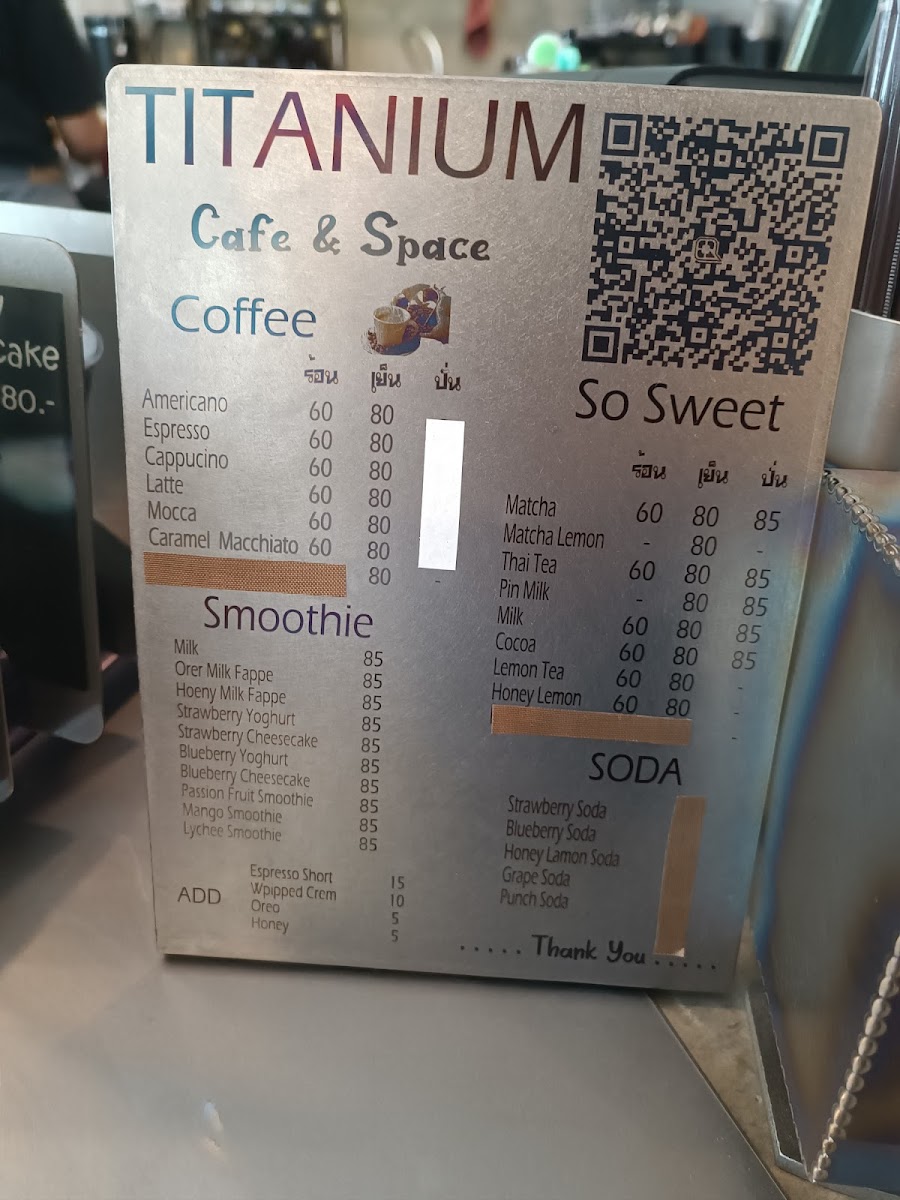 TITANIUM
Cafe & Space
Coffee
ร้อน เย็น ปั่น
Americano 60 80
Espresso 60 80
Cappucino 60 80
Latte 60 80
Mocca 60 80
Caramel Macchiato 60 80
80 -
Smoothie
Milk 85
Orer Milk Fappe 85
Hoeny Milk Fappe 85
Strawberry Yoghurt 85
Strawberry Cheesecake 85
Blueberry Yoghurt 85
Blueberry Cheesecake 85
Passion Fruit Smoothie 85
Mango Smoothie 85
Lychee Smoothie 85
ADD
Espresso Short 15
Wpipped Crem 10
Oreo 5
Honey 5
So Sweet
ร้อน เย็น ปั่น
Matcha 60 80 85
Matcha Lemon - 80 -
Thai Tea 60 80 85
Pin Milk - 80 85
Milk 60 80 85
Cocoa 60 80 85
Lemon Tea 60 80 -
Honey Lemon 60 80 -
-
SODA
Strawberry Soda
Blueberry Soda
Honey Lamon Soda
Grape Soda
Punch Soda
..... Thank You .....
cake
80.-